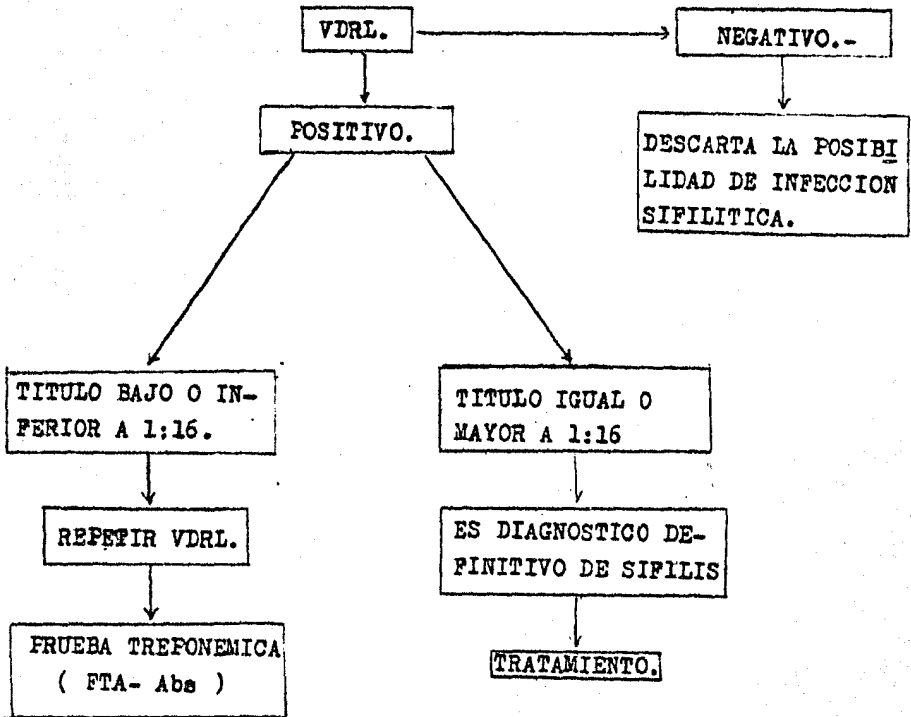 VDRL.
NEGATIVO.-
POSITIVO.
DESCARTA LA POSIBI
LIDAD DE INFECCION
SIFILITICA.
TITULO BAJO O IN-
FERIOR A 1:16.
TITULO IGUAL O
MAYOR A 1:16
REPETIR VDRL.
ES DIAGNOSTICO DE-
FINITIVO DE SIFILIS
PRUEBA TREPONEMICA
( FTA- Abs )
TRATAMIENTO.